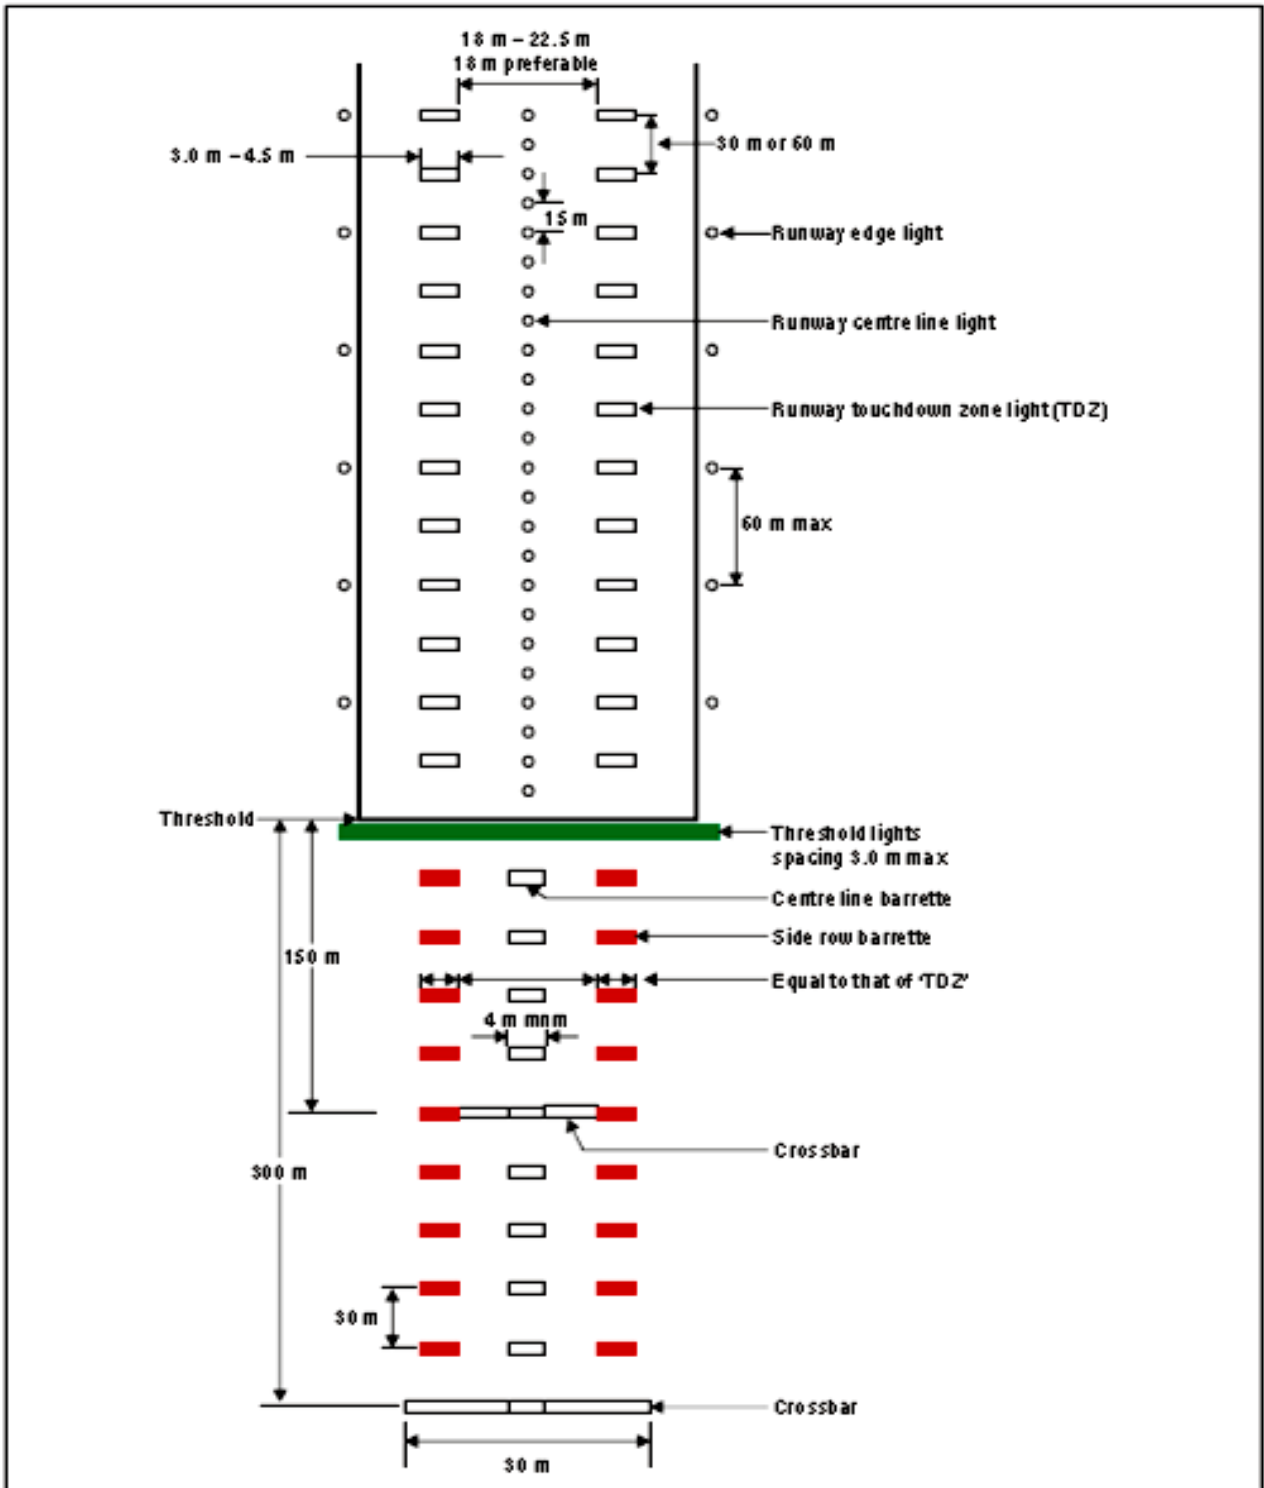 18 m – 22.5 m
18 m preferable
3.0 m – 4.5 m
30 m or 60 m
15 m
Runway edge light
Runway centre line light
Runway touchdown zone light (TDZ)
60 m max
Threshold
Threshold lights
spacing 3.0 m max
Centre line barrette
Side row barrette
150 m
Equal to that of 'TDZ'
4 m mnm
Crossbar
300 m
30 m
Crossbar
30 m